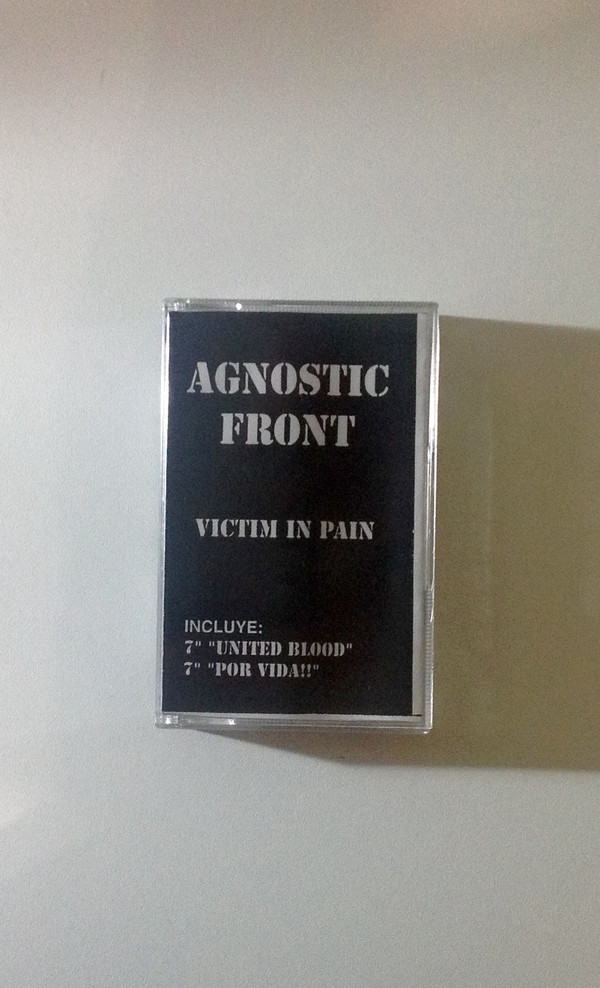 AGNOSTIC
FRONT
VICTIM IN PAIN
INCLUYE:
7" "UNITED BLOOD"
7" "POR VIDA!!"